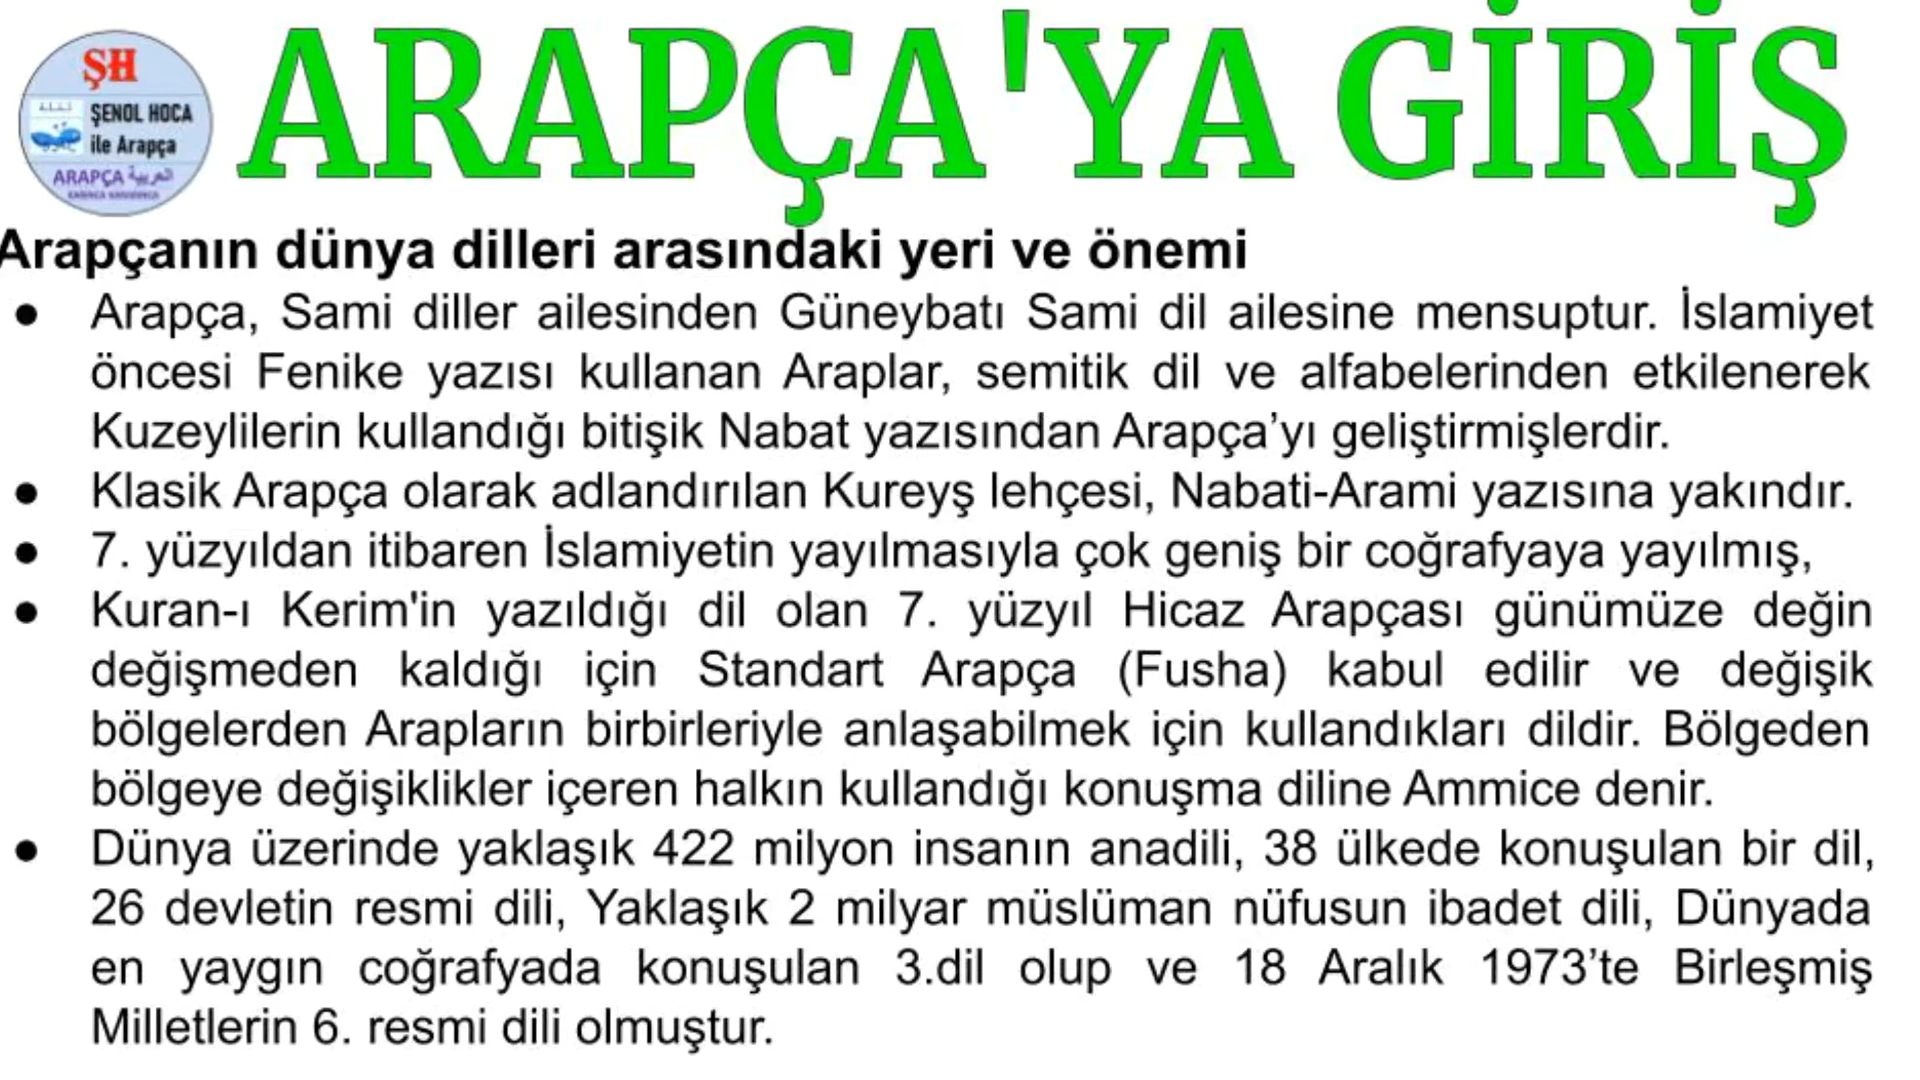 ŞH
ŞENOL HOCA
ile Arapça
ARAPÇA العربية
ARAPÇA'YA GİRİŞ
Arapçanın dünya dilleri arasındaki yeri ve önemi
● Arapça, Sami diller ailesinden Güneybatı Sami dil ailesine mensuptur. İslamiyet
öncesi Fenike yazısı kullanan Araplar, semitik dil ve alfabelerinden etkilenerek
Kuzeylilerin kullandığı bitişik Nabat yazısından Arapça’yı geliştirmişlerdir.
● Klasik Arapça olarak adlandırılan Kureyş lehçesi, Nabati-Arami yazısına yakındır.
● 7. yüzyıldan itibaren İslamiyetin yayılmasıyla çok geniş bir coğrafyaya yayılmış,
● Kuran-ı Kerim'in yazıldığı dil olan 7. yüzyıl Hicaz Arapçası günümüze değin
değişmeden kaldığı için Standart Arapça (Fusha) kabul edilir ve değişik
bölgelerden Arapların birbirleriyle anlaşabilmek için kullandıkları dildir. Bölgeden
bölgeye değişiklikler içeren halkın kullandığı konuşma diline Ammice denir.
● Dünya üzerinde yaklaşık 422 milyon insanın anadili, 38 ülkede konuşulan bir dil,
26 devletin resmi dili, Yaklaşık 2 milyar müslüman nüfusun ibadet dili, Dünyada
en yaygın coğrafyada konuşulan 3.dil olup ve 18 Aralık 1973’te Birleşmiş
Milletlerin 6. resmi dili olmuştur.